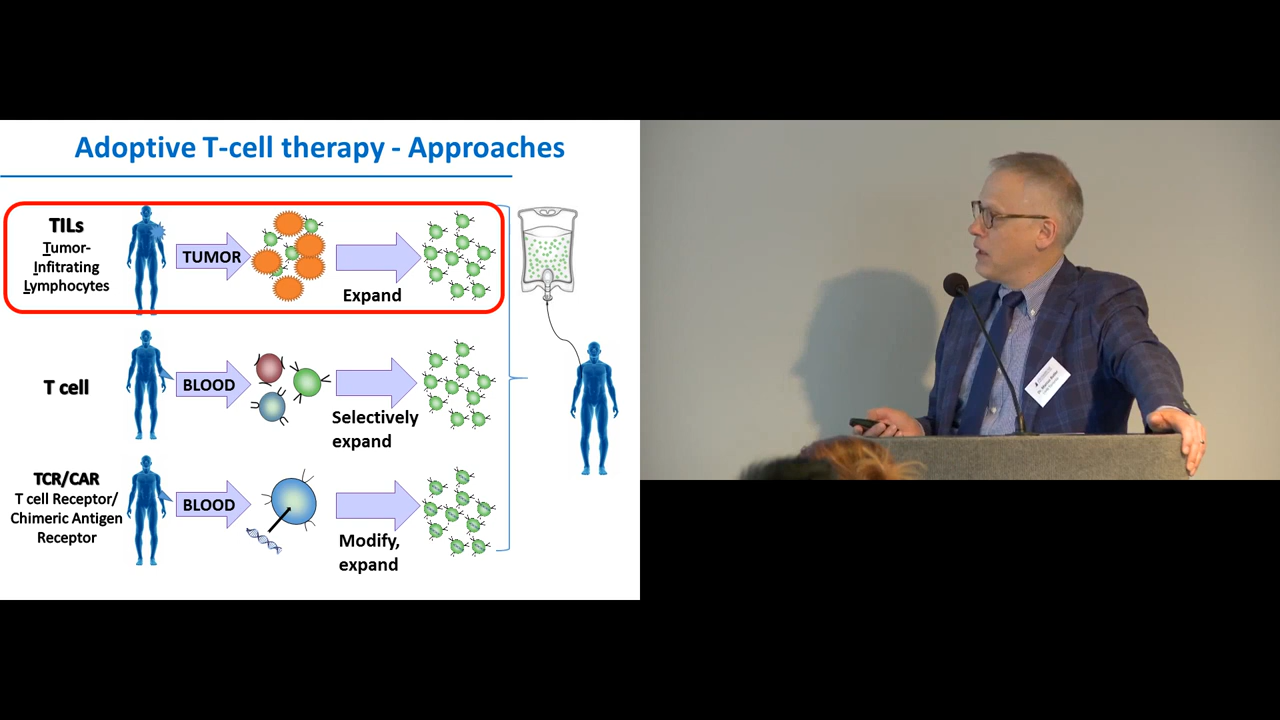 Adoptive T-cell therapy - Approaches
TILs
Tumor-
Infitrating
Lymphocytes
TUMOR
Expand
T cell
BLOOD
Selectively
expand
TCR/CAR
T cell Receptor/
Chimeric Antigen
Receptor
BLOOD
Modify,
expand